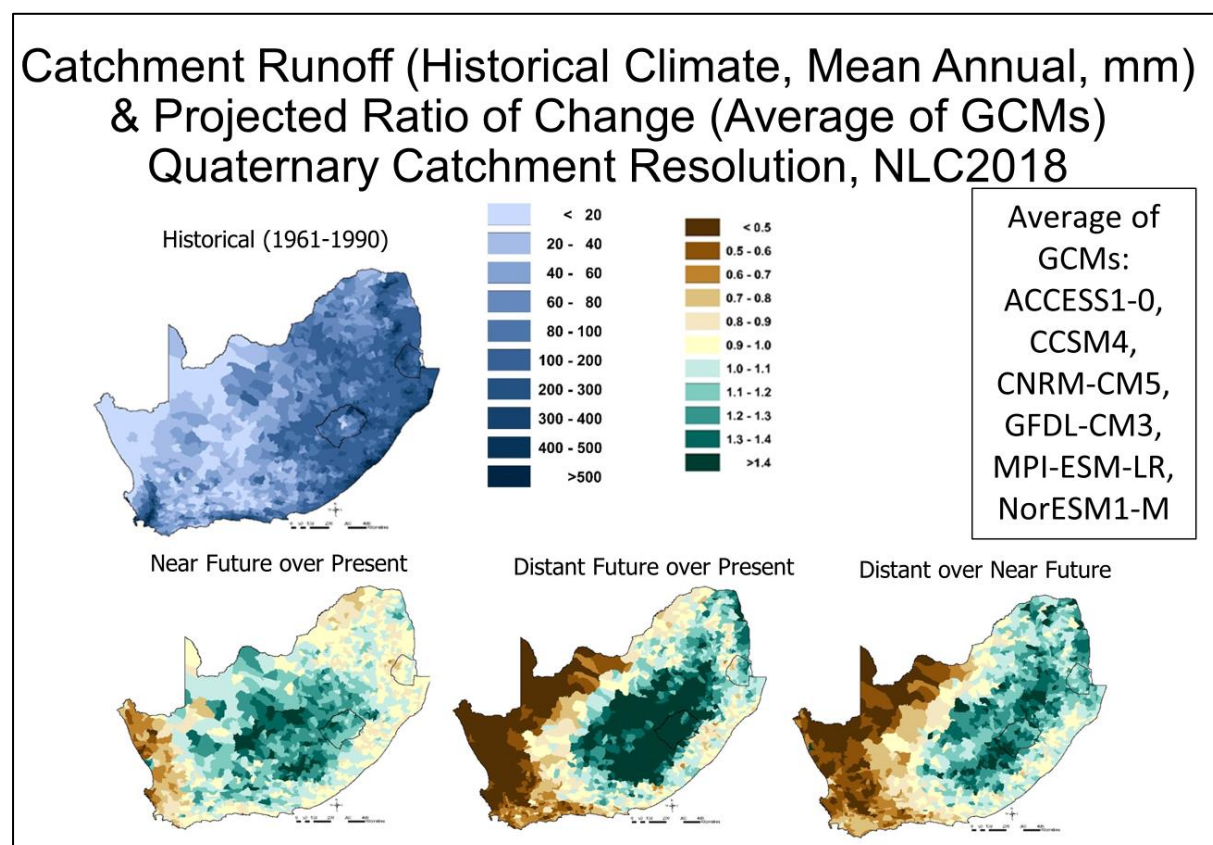 Catchment Runoff (Historical Climate, Mean Annual, mm)
& Projected Ratio of Change (Average of GCMs)
Quaternary Catchment Resolution, NLC2018
Historical (1961-1990)
< 20
20 - 40
40 - 60
60 - 80
80 - 100
100 - 200
200 - 300
300 - 400
400 - 500
>500
< 0.5
0.5 - 0.6
0.6 - 0.7
0.7 - 0.8
0.8 - 0.9
0.9 - 1.0
1.0 - 1.1
1.1 - 1.2
1.2 - 1.3
1.3 - 1.4
>1.4
Average of
GCMs:
ACCESS1-0,
CCSM4,
CNRM-CM5,
GFDL-CM3,
MPI-ESM-LR,
NorESM1-M
Near Future over Present
Distant Future over Present
Distant over Near Future